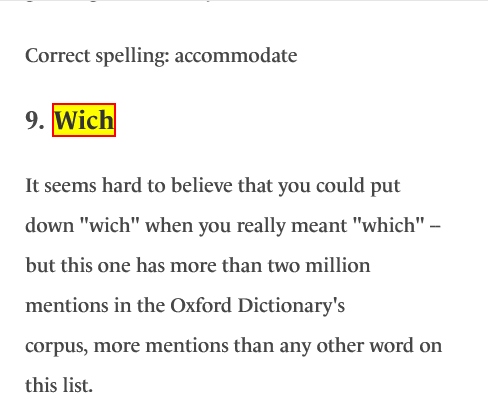 Correct spelling: accommodate
9. Wich
It seems hard to believe that you could put
down "wich" when you really meant "which" –
but this one has more than two million
mentions in the Oxford Dictionary's
corpus, more mentions than any other word on
this list.